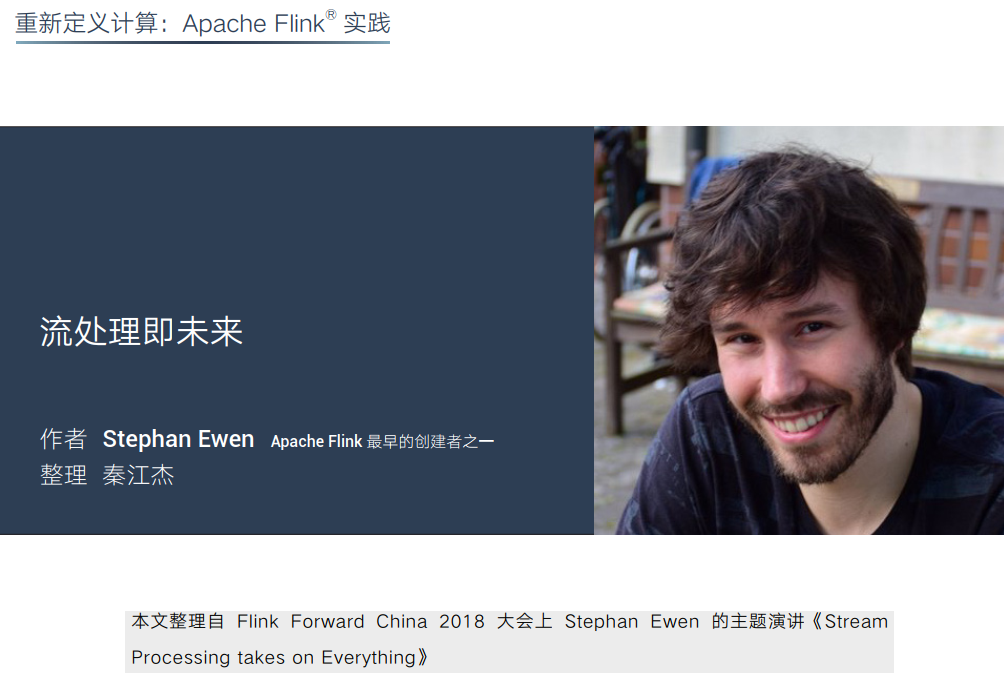 重新定义计算：Apache Flink® 实践
流处理即未来
作者 Stephan Ewen Apache Flink 最早的创建者之一
整理 秦江杰
本文整理自 Flink Forward China 2018 大会上 Stephan Ewen 的主题演讲《Stream
Processing takes on Everything》